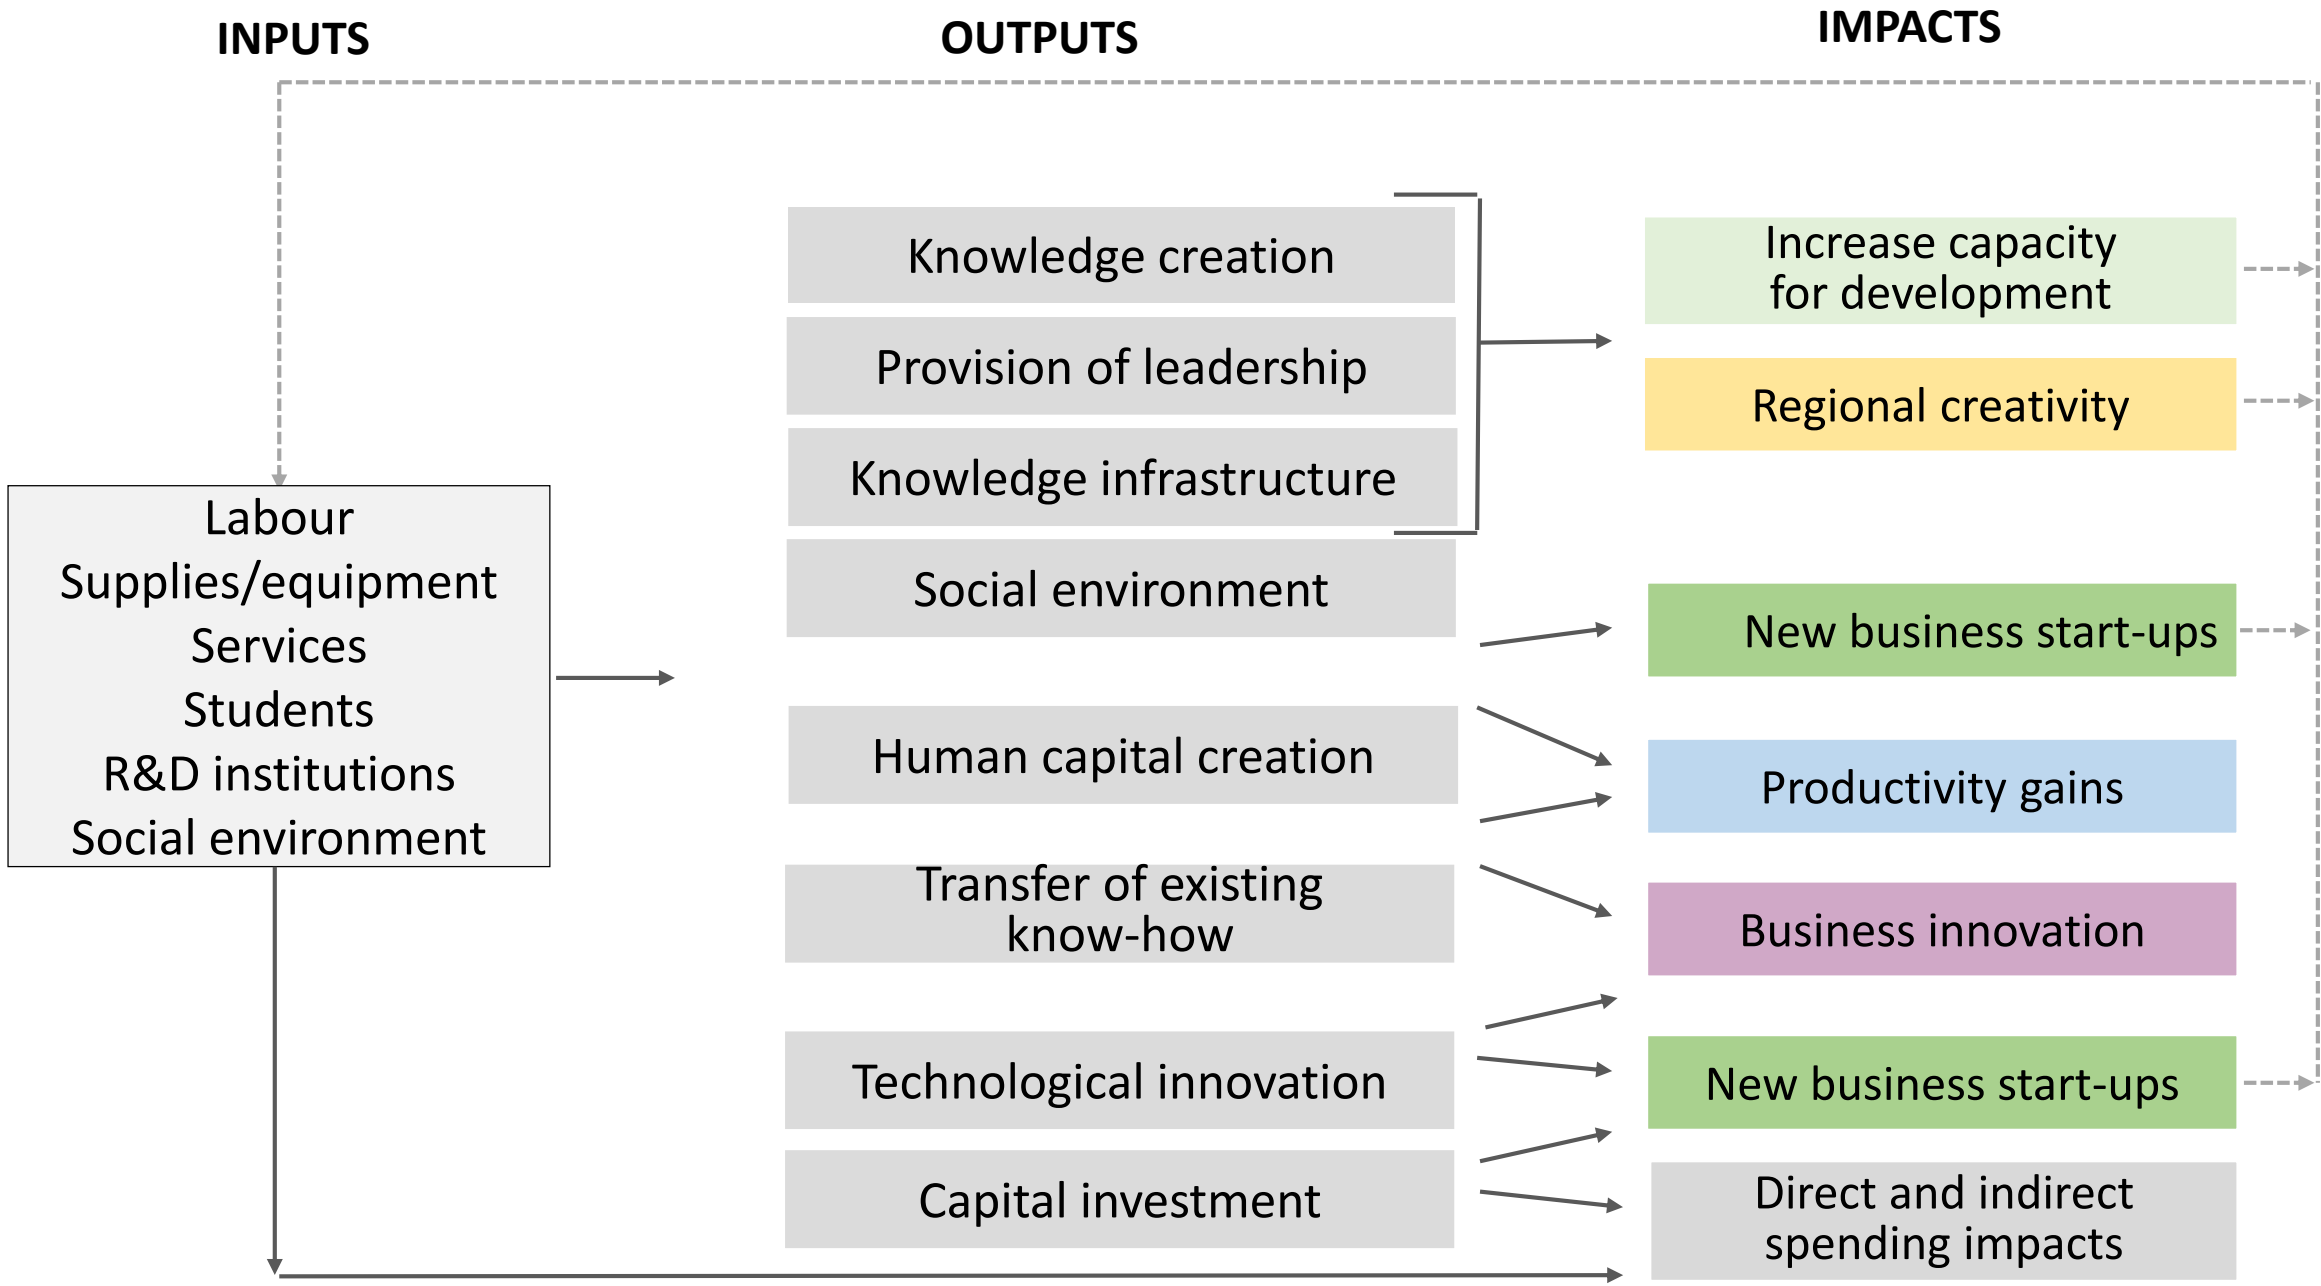 INPUTS
OUTPUTS
IMPACTS
Labour
Supplies/equipment
Services
Students
R&D institutions
Social environment
Knowledge creation
Provision of leadership
Knowledge infrastructure
Social environment
Human capital creation
Transfer of existing
know-how
Technological innovation
Capital investment
Increase capacity
for development
Regional creativity
New business start-ups
Productivity gains
Business innovation
New business start-ups
Direct and indirect
spending impacts